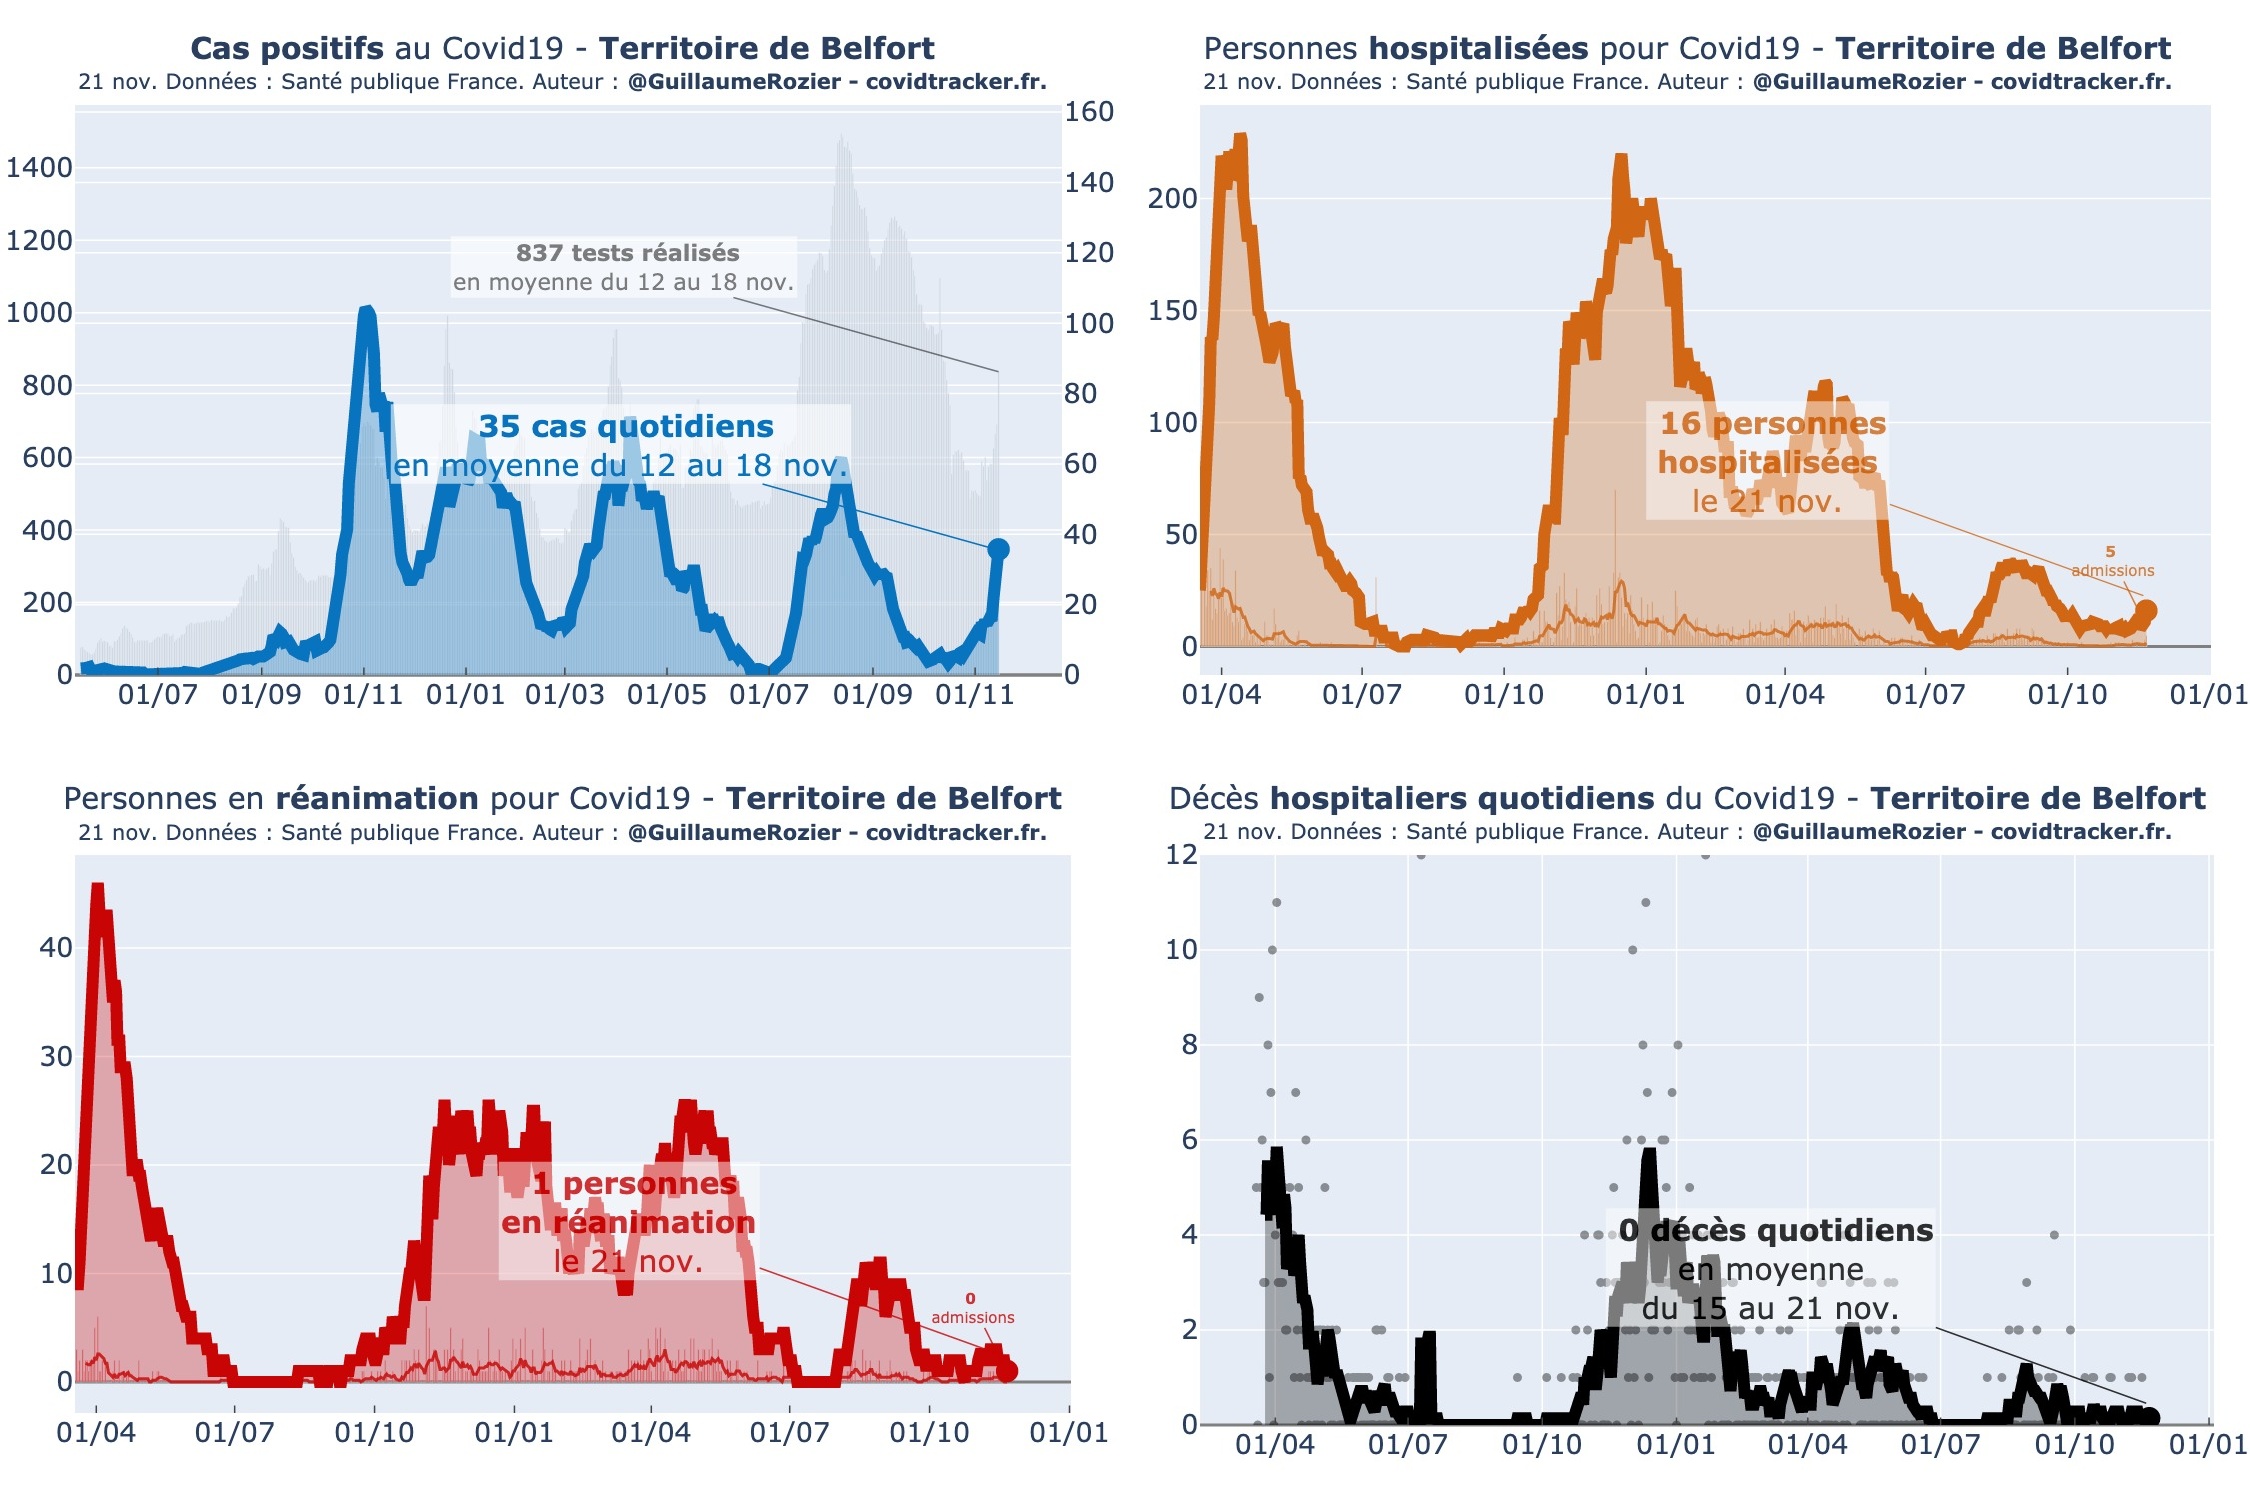 Cas positifs au Covid19 - Territoire de Belfort
21 nov. Données : Santé publique France. Auteur : @GuillaumeRozier - covidtracker.fr.
1400
1200
1000
800
600
400
200
0
160
140
120
100
80
60
40
20
0
837 tests réalisés
en moyenne du 12 au 18 nov.
35 cas quotidiens
en moyenne du 12 au 18 nov.
01/07 01/09 01/11 01/01 01/03 01/05 01/07 01/09 01/11
Personnes hospitalisées pour Covid19 - Territoire de Belfort
21 nov. Données : Santé publique France. Auteur : @GuillaumeRozier - covidtracker.fr.
200
150
100
50
0
16 personnes
hospitalisées
le 21 nov.
5
admissions
01/04 01/07 01/10 01/01 01/04 01/07 01/10 01/01
Personnes en réanimation pour Covid19 - Territoire de Belfort
21 nov. Données : Santé publique France. Auteur : @GuillaumeRozier - covidtracker.fr.
40
30
20
10
0
1 personnes
en réanimation
le 21 nov.
0
admissions
01/04 01/07 01/10 01/01 01/04 01/07 01/10 01/01
Décès hospitaliers quotidiens du Covid19 - Territoire de Belfort
21 nov. Données : Santé publique France. Auteur : @GuillaumeRozier - covidtracker.fr.
12
10
8
6
4
2
0
0 décès quotidiens
en moyenne
du 15 au 21 nov.
01/04 01/07 01/10 01/01 01/04 01/07 01/10 01/01